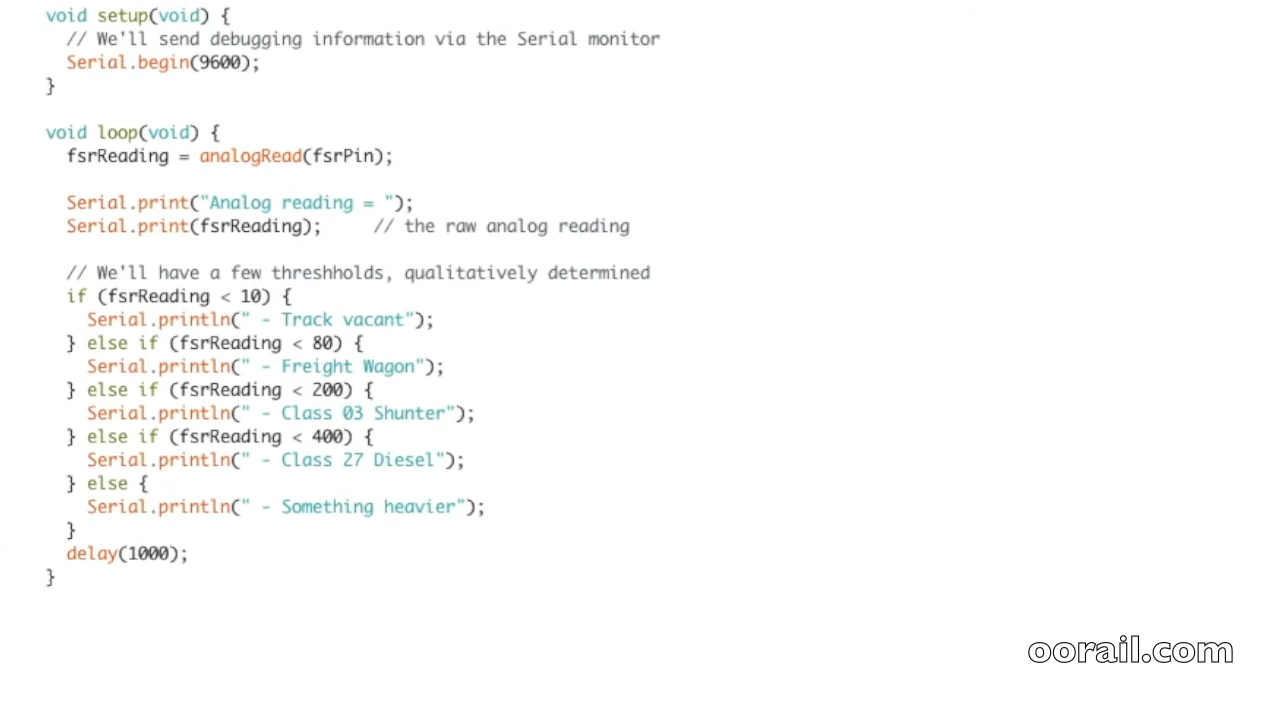 void setup(void) {
  // We'll send debugging information via the Serial monitor
  Serial.begin(9600);
}

void loop(void) {
  fsrReading = analogRead(fsrPin);

  Serial.print("Analog reading = ");
  Serial.print(fsrReading);     // the raw analog reading

  // We'll have a few threshholds, qualitatively determined
  if (fsrReading < 10) {
    Serial.println(" - Track vacant");
  } else if (fsrReading < 80) {
    Serial.println(" - Freight Wagon");
  } else if (fsrReading < 200) {
    Serial.println(" - Class 03 Shunter");
  } else if (fsrReading < 400) {
    Serial.println(" - Class 27 Diesel");
  } else {
    Serial.println(" - Something heavier");
  }
  delay(1000);
}
oorail.com